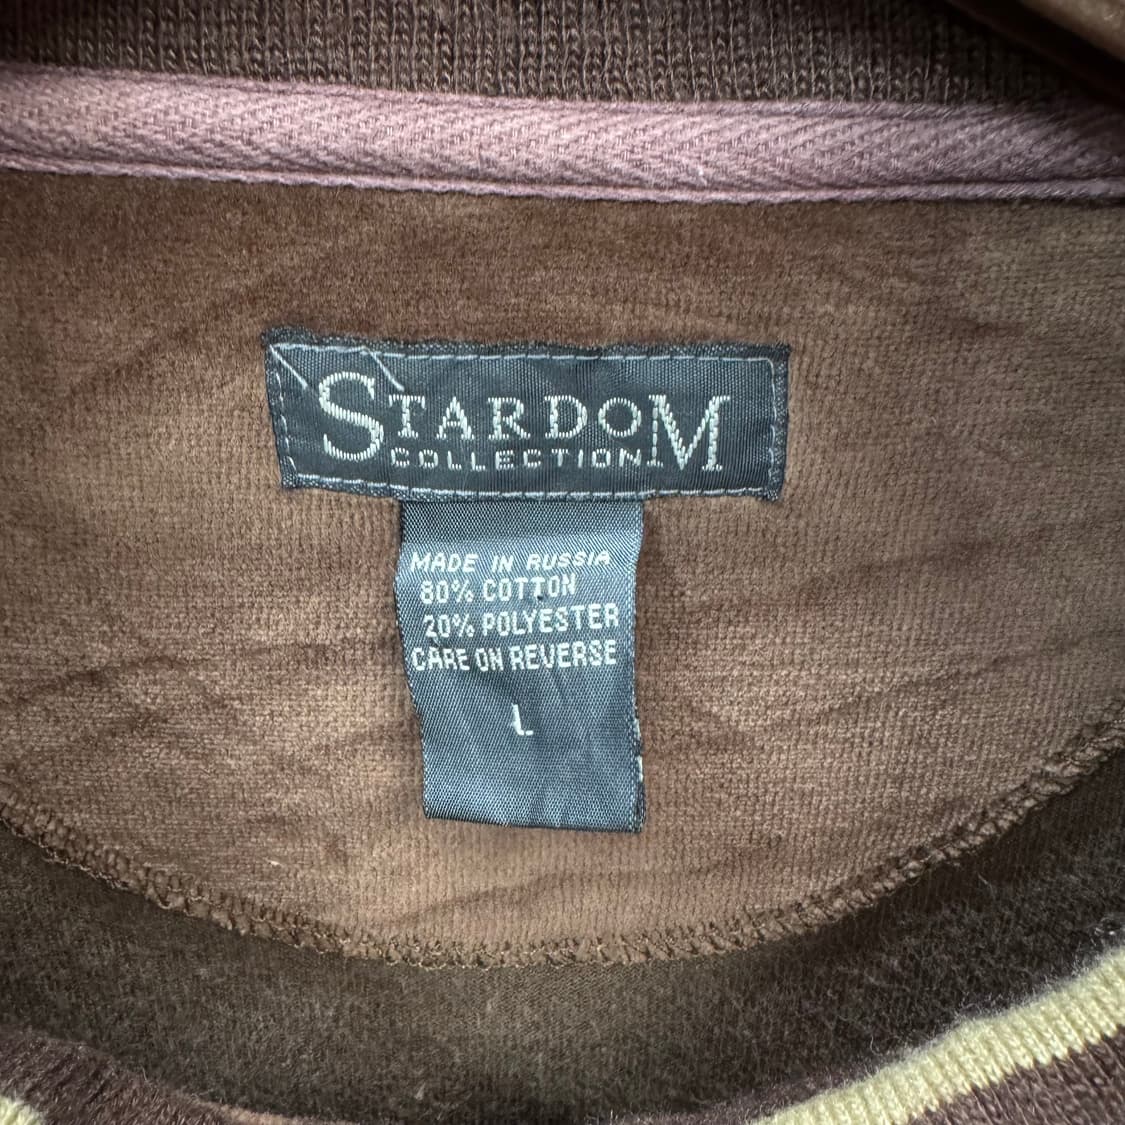 STARDOM
COLLECTION
MADE IN RUSSIA
80% COTTON
20% POLYESTER
CARE ON REVERSE
L